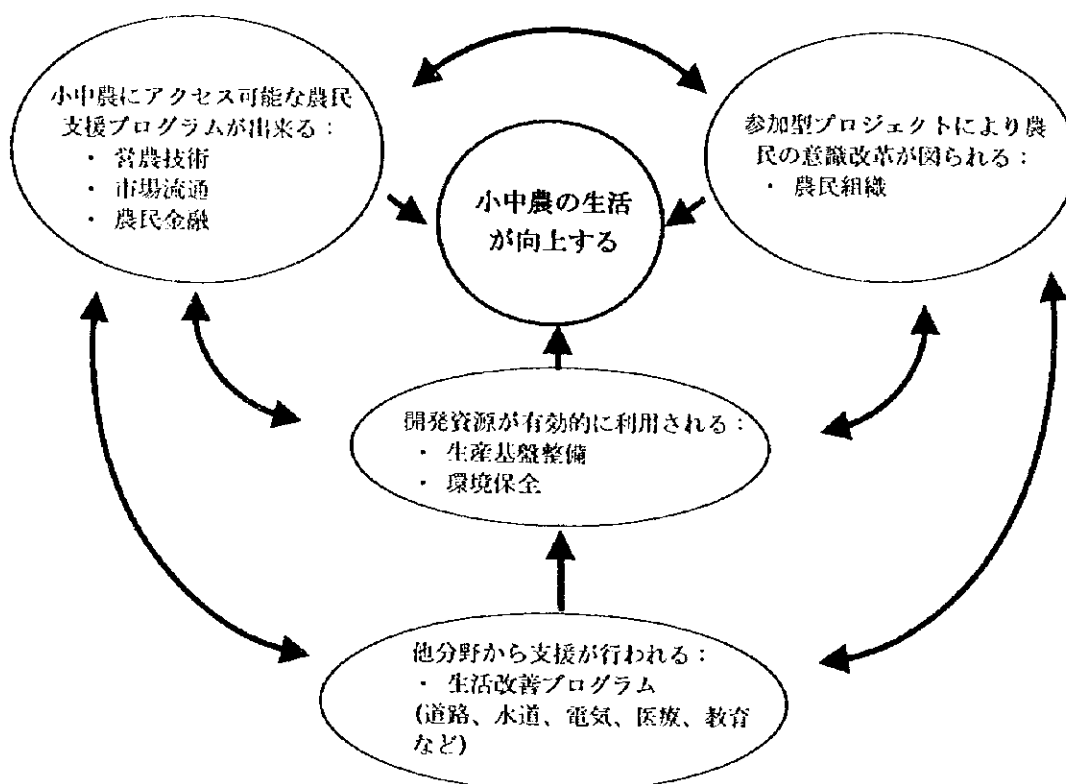 小中農にアクセス可能な農民
支援プログラムが出来る：
・ 営農技術
・ 市場流通
・ 農民金融
参加型プロジェクトにより農
民の意識改革が図られる：
・ 農民組織
小中農の生活
が向上する
開発資源が有効的に利用される：
・ 生産基盤整備
・ 環境保全
他分野から支援が行われる：
・ 生活改善プログラム
(道路、水道、電気、医療、教育
など)